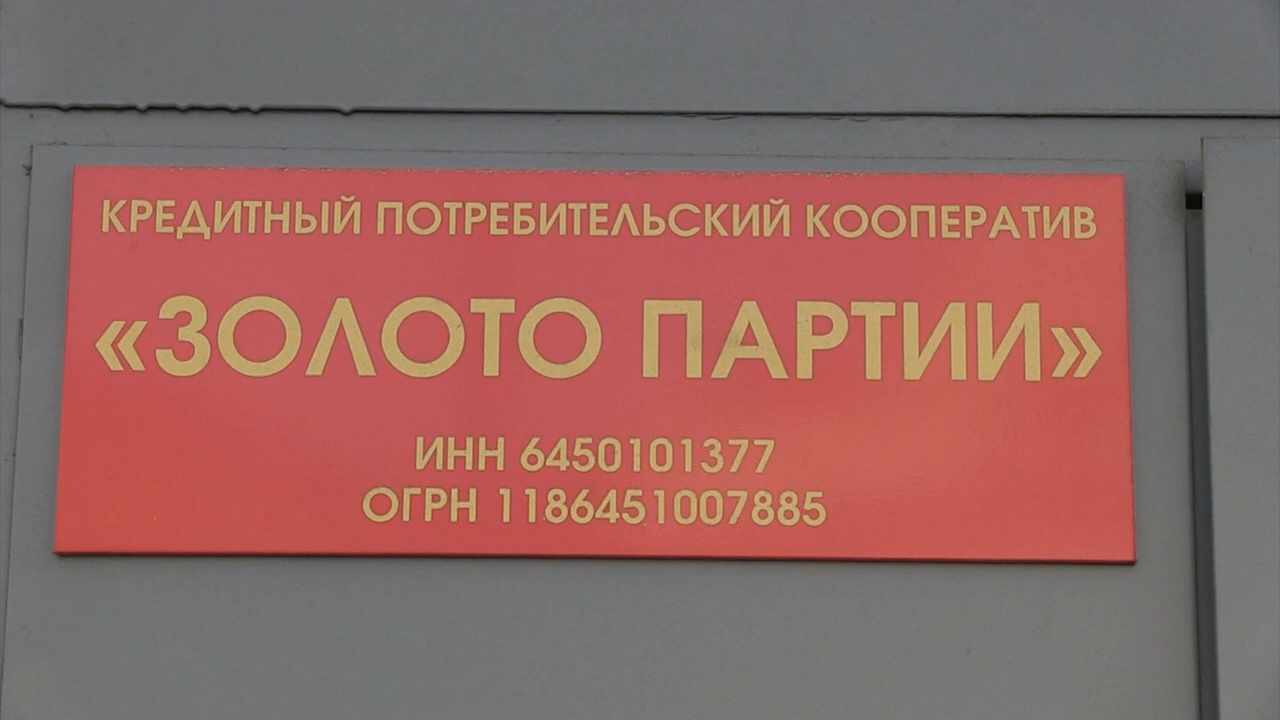 КРЕДИТНЫЙ ПОТРЕБИТЕЛЬСКИЙ КООПЕРАТИВ
«ЗОЛОТО ПАРТИИ»
ИНН 6450101377
ОГРН 1186451007885